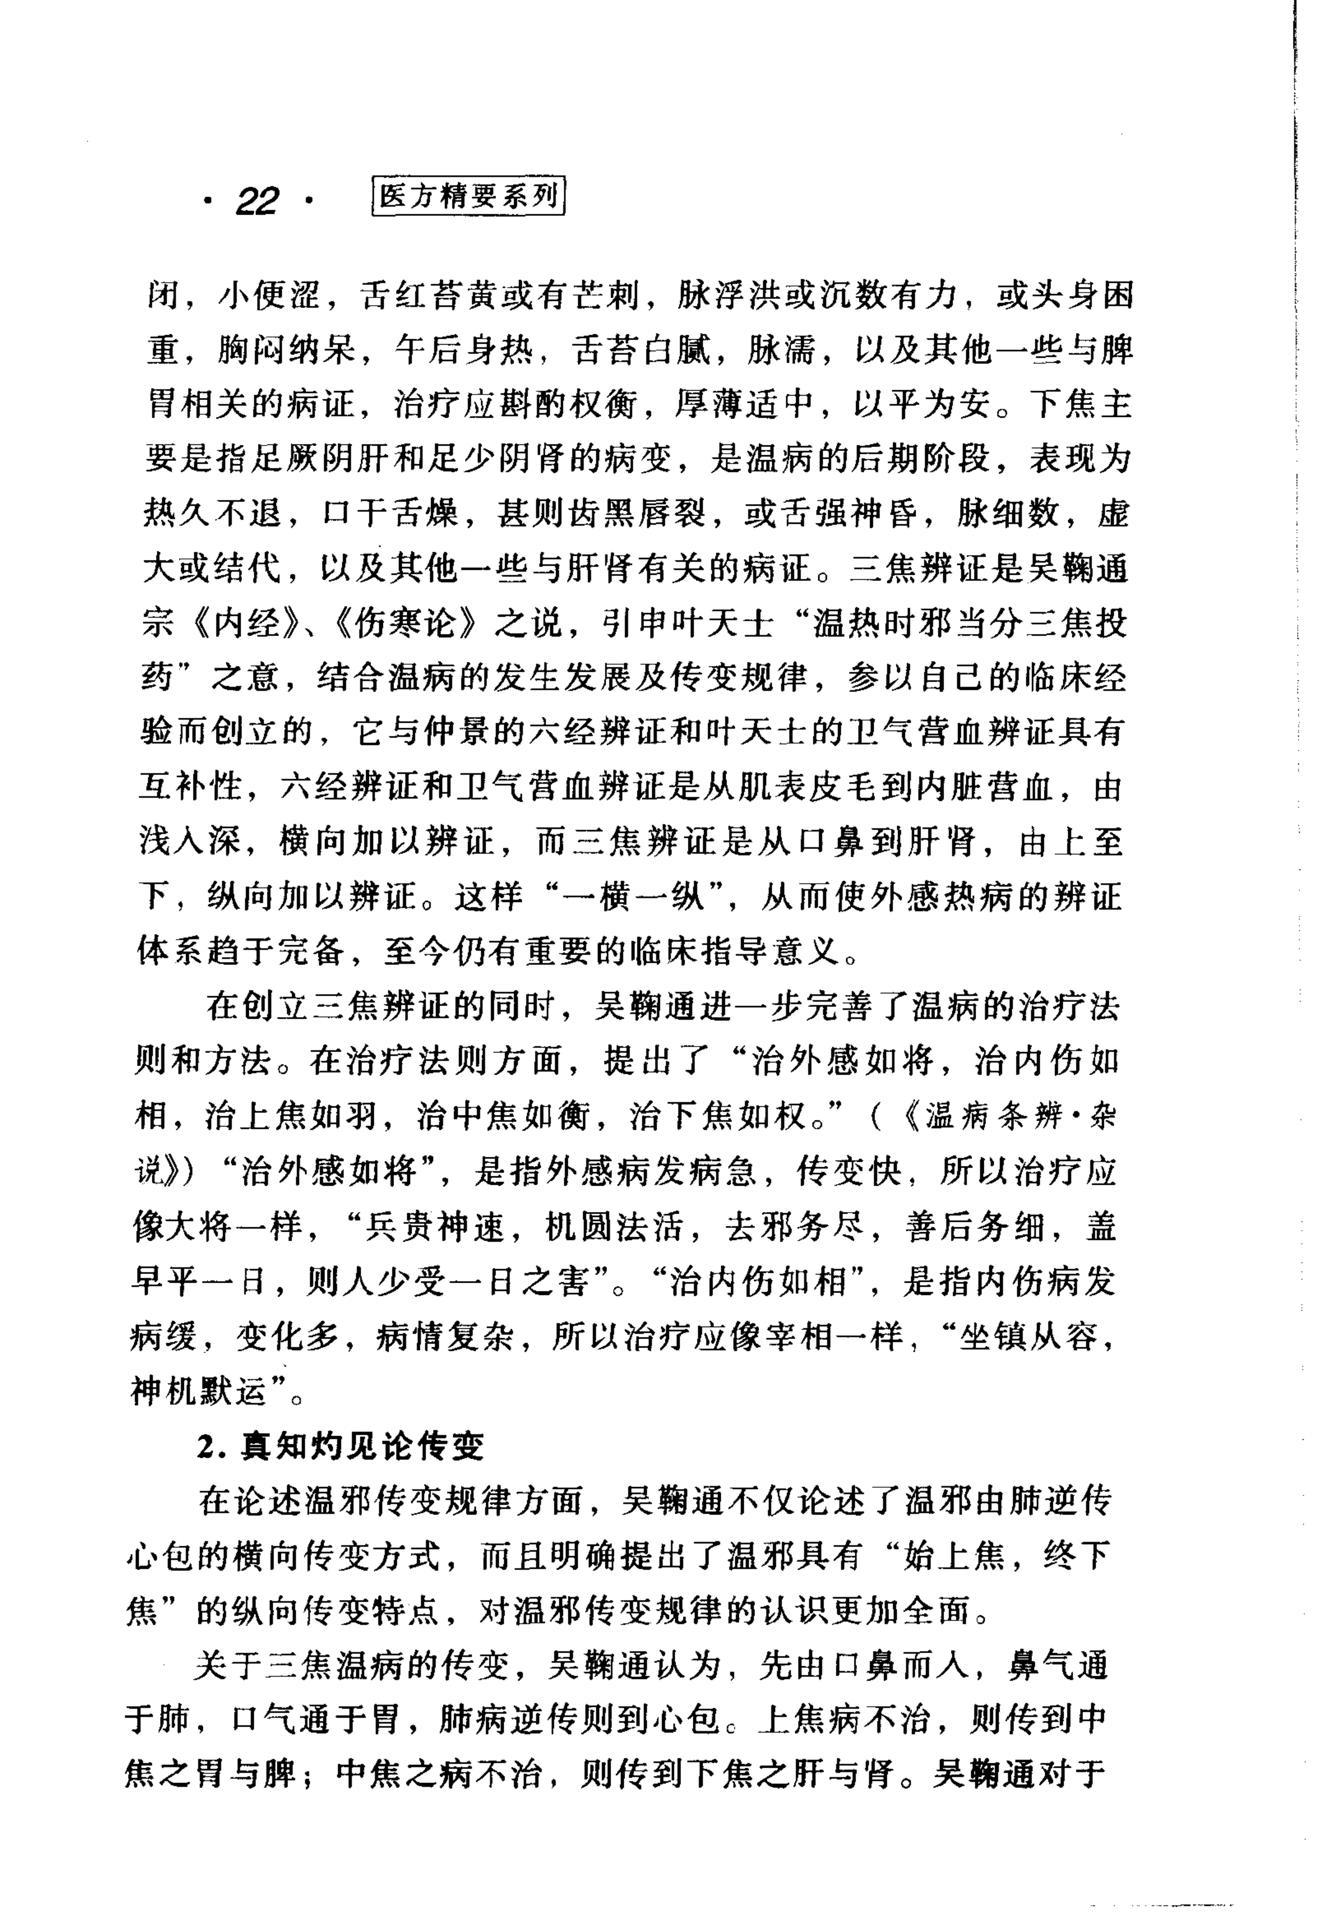 · 22 · 医方精要系列
闭，小便涩，舌红苔黄或有芒刺，脉浮洪或沉数有力，或头身困
重，胸闷纳呆，午后身热，舌苔白腻，脉濡，以及其他一些与脾
胃相关的病证，治疗应斟酌权衡，厚薄适中，以平为安。下焦主
要是指足厥阴肝和足少阴肾的病变，是温病的后期阶段，表现为
热久不退，口干舌燥，甚则齿黑唇裂，或舌强神昏，脉细数，虚
大或结代，以及其他一些与肝肾有关的病证。三焦辨证是吴鞠通
宗《内经》、《伤寒论》之说，引申叶天士“温热时邪当分三焦投
药”之意，结合温病的发生发展及传变规律，参以自己的临床经
验而创立的，它与仲景的六经辨证和叶天士的卫气营血辨证具有
互补性，六经辨证和卫气营血辨证是从肌表皮毛到内脏营血，由
浅入深，横向加以辨证，而三焦辨证是从口鼻到肝肾，由上至
下，纵向加以辨证。这样“一横一纵”，从而使外感热病的辨证
体系趋于完备，至今仍有重要的临床指导意义。
在创立三焦辨证的同时，吴鞠通进一步完善了温病的治疗法
则和方法。在治疗法则方面，提出了“治外感如将，治内伤如
相，治上焦如羽，治中焦如衡，治下焦如权。”（《温病条辨·杂
说》）“治外感如将”，是指外感病发病急，传变快，所以治疗应
像大将一样，“兵贵神速，机圆法活，去邪务尽，善后务细，盖
早平一日，则人少受一日之害”。“治内伤如相”，是指内伤病发
病缓，变化多，病情复杂，所以治疗应像宰相一样，“坐镇从容，
神机默运”。
2. 真知灼见论传变
在论述温邪传变规律方面，吴鞠通不仅论述了温邪由肺逆传
心包的横向传变方式，而且明确提出了温邪具有“始上焦，终下
焦”的纵向传变特点，对温邪传变规律的认识更加全面。
关于三焦温病的传变，吴鞠通认为，先由口鼻而入，鼻气通
于肺，口气通于胃，肺病逆传则到心包。上焦病不治，则传到中
焦之胃与脾；中焦之病不治，则传到下焦之肝与肾。吴鞠通对于